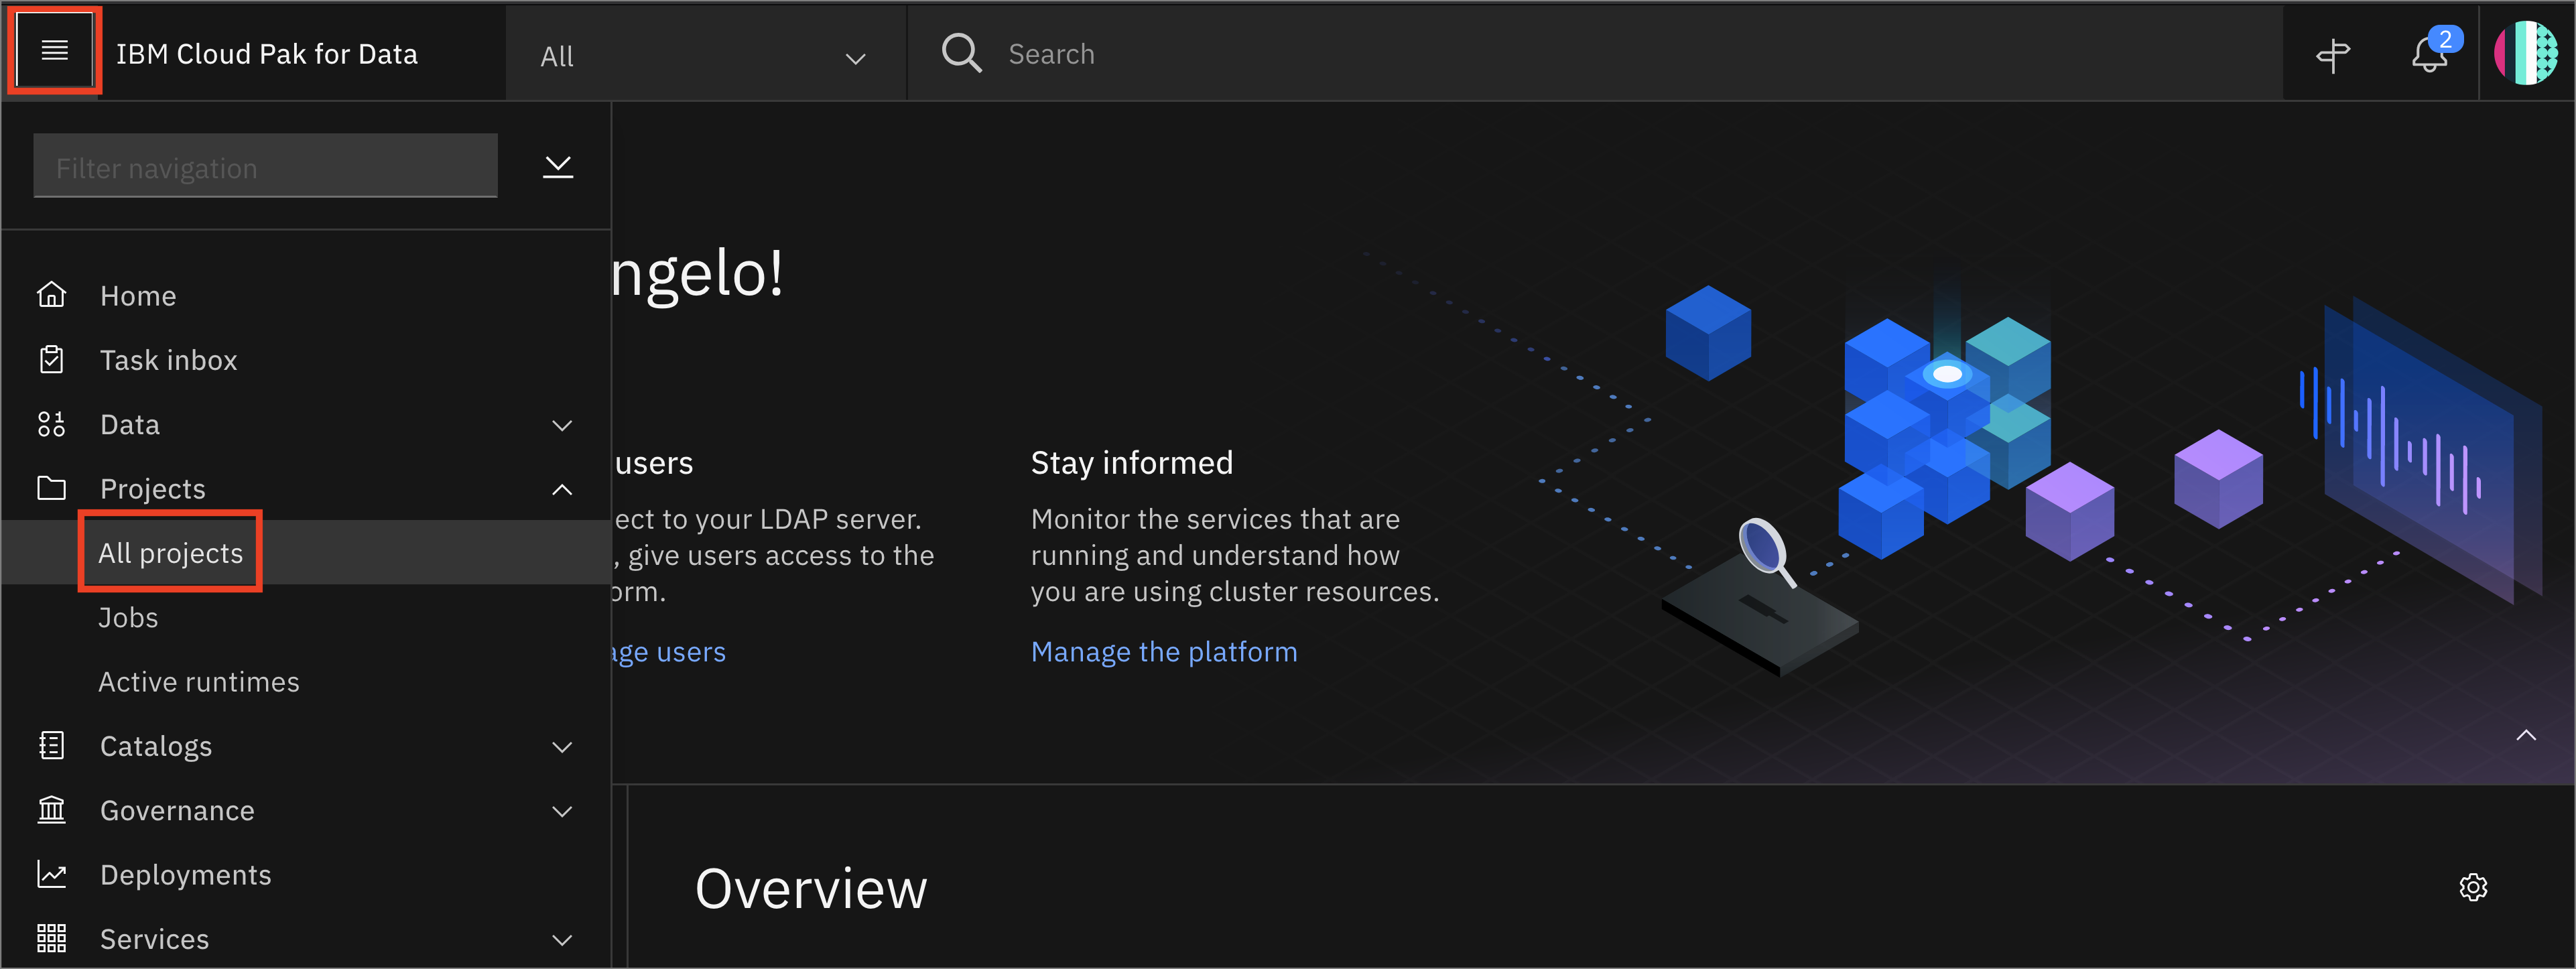 IBM Cloud Pak for Data
All
Search
2
Filter navigation
Home
Task inbox
Data
Projects
All projects
Jobs
Active runtimes
Catalogs
Governance
Deployments
Services
ngelo!
users
ect to your LDAP server.
, give users access to the
orm.
age users
Stay informed
Monitor the services that are
running and understand how
you are using cluster resources.
Manage the platform
Overview